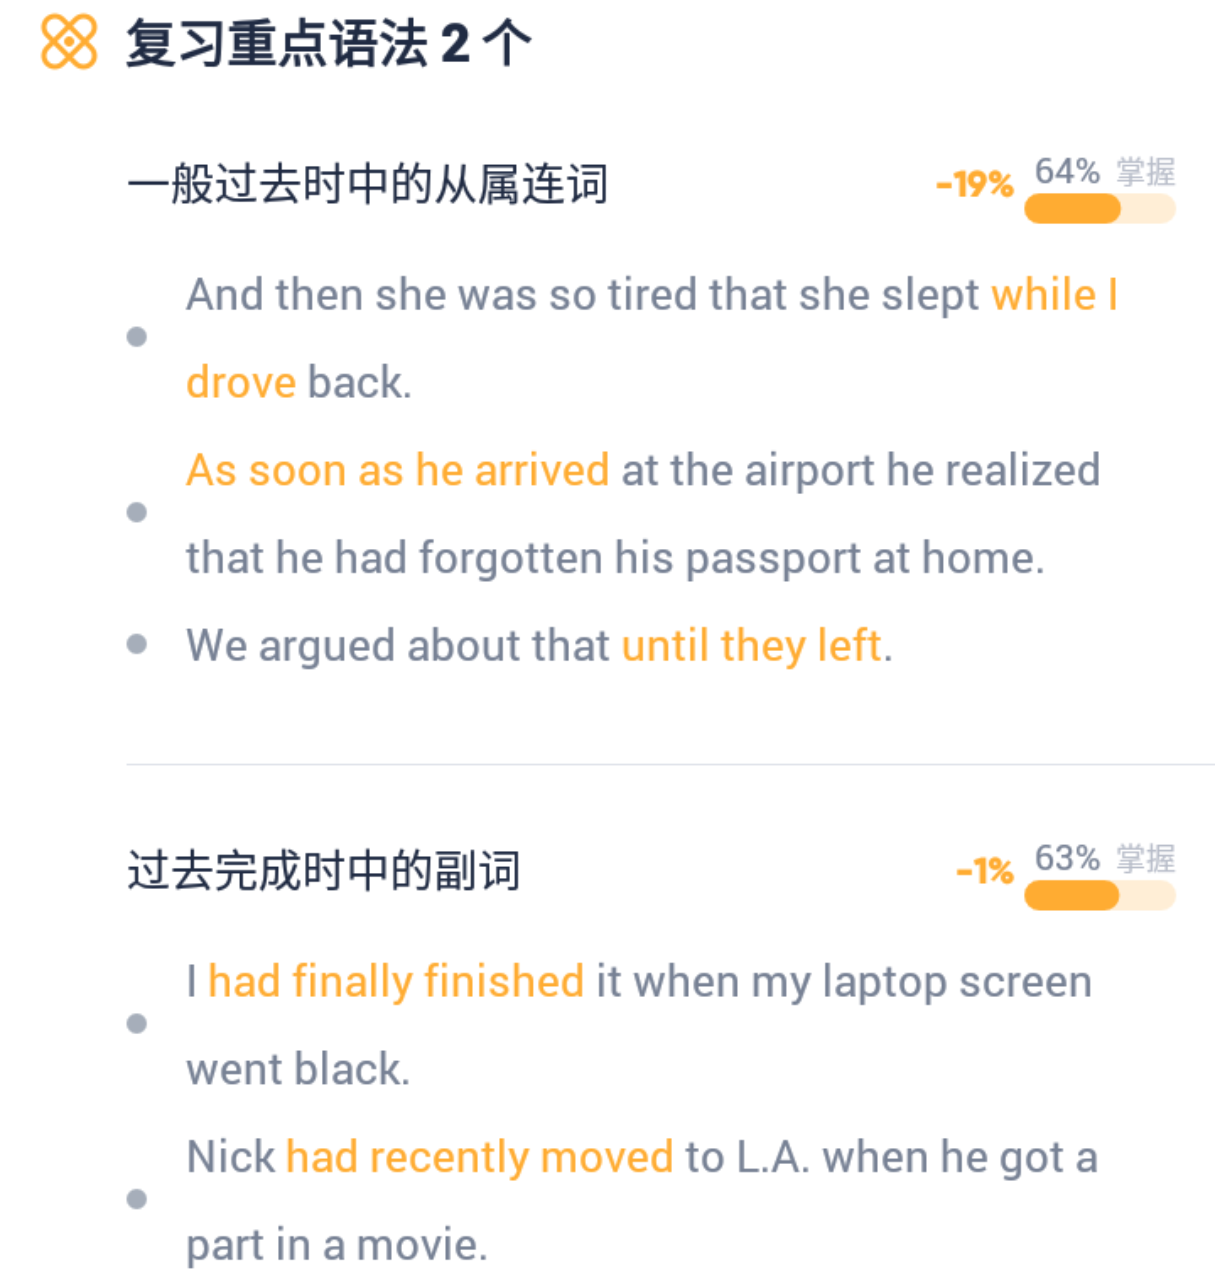 复习重点语法 2 个
一般过去时中的从属连词
-19% 64% 掌握
And then she was so tired that she slept while I
drove back.
As soon as he arrived at the airport he realized
that he had forgotten his passport at home.
We argued about that until they left.
过去完成时中的副词
-1% 63% 掌握
I had finally finished it when my laptop screen
went black.
Nick had recently moved to L.A. when he got a
part in a movie.